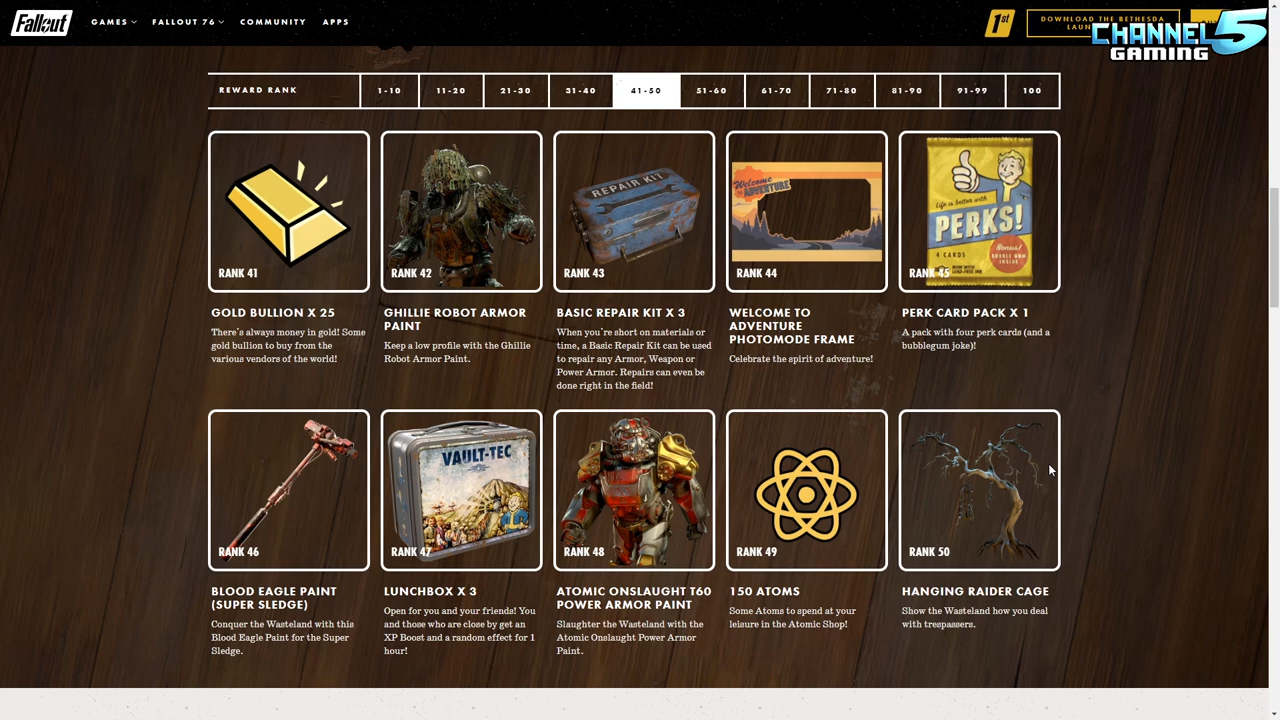 Fallout
GAMES
FALLOUT 76
COMMUNITY
APPS
1st
DOWNLOAD THE BETHESDA
CHANNEL 5
GAMING
REWARD RANK
1-10
11-20
21-30
31-40
41-50
51-60
61-70
71-80
81-90
91-99
100
RANK 41
RANK 42
REPAIR KIT
RANK 43
Welcome to
ADVENTURE
RANK 44
Life is better with
PERKS!
4 CARDS
Bonus!
BUBBLE GUM
INSIDE
RANK 45
GOLD BULLION X 25
There's always money in gold! Some
gold bullion to buy from the
various vendors of the world!
GHILLIE ROBOT ARMOR
PAINT
Keep a low profile with the Ghillie
Robot Armor Paint.
BASIC REPAIR KIT X 3
When you're short on materials or
time, a Basic Repair Kit can be used
to repair any Armor, Weapon or
Power Armor. Repairs can even be
done right in the field!
WELCOME TO
ADVENTURE
PHOTOMODE FRAME
Celebrate the spirit of adventure!
PERK CARD PACK X 1
A pack with four perk cards (and a
bubblegum joke)!
RANK 46
VAULT-TEC
RANK 47
RANK 48
RANK 49
RANK 50
BLOOD EAGLE PAINT
(SUPER SLEDGE)
Conquer the Wasteland with this
Blood Eagle Paint for the Super
Sledge.
LUNCHBOX X 3
Open for you and your friends! You
and those who are close by get an
XP Boost and a random effect for 1
hour!
ATOMIC ONSLAUGHT T60
POWER ARMOR PAINT
Slaughter the Wasteland with the
Atomic Onslaught Power Armor
Paint.
150 ATOMS
Some Atoms to spend at your
leisure in the Atomic Shop!
HANGING RAIDER CAGE
Show the Wasteland how you deal
with trespassers.